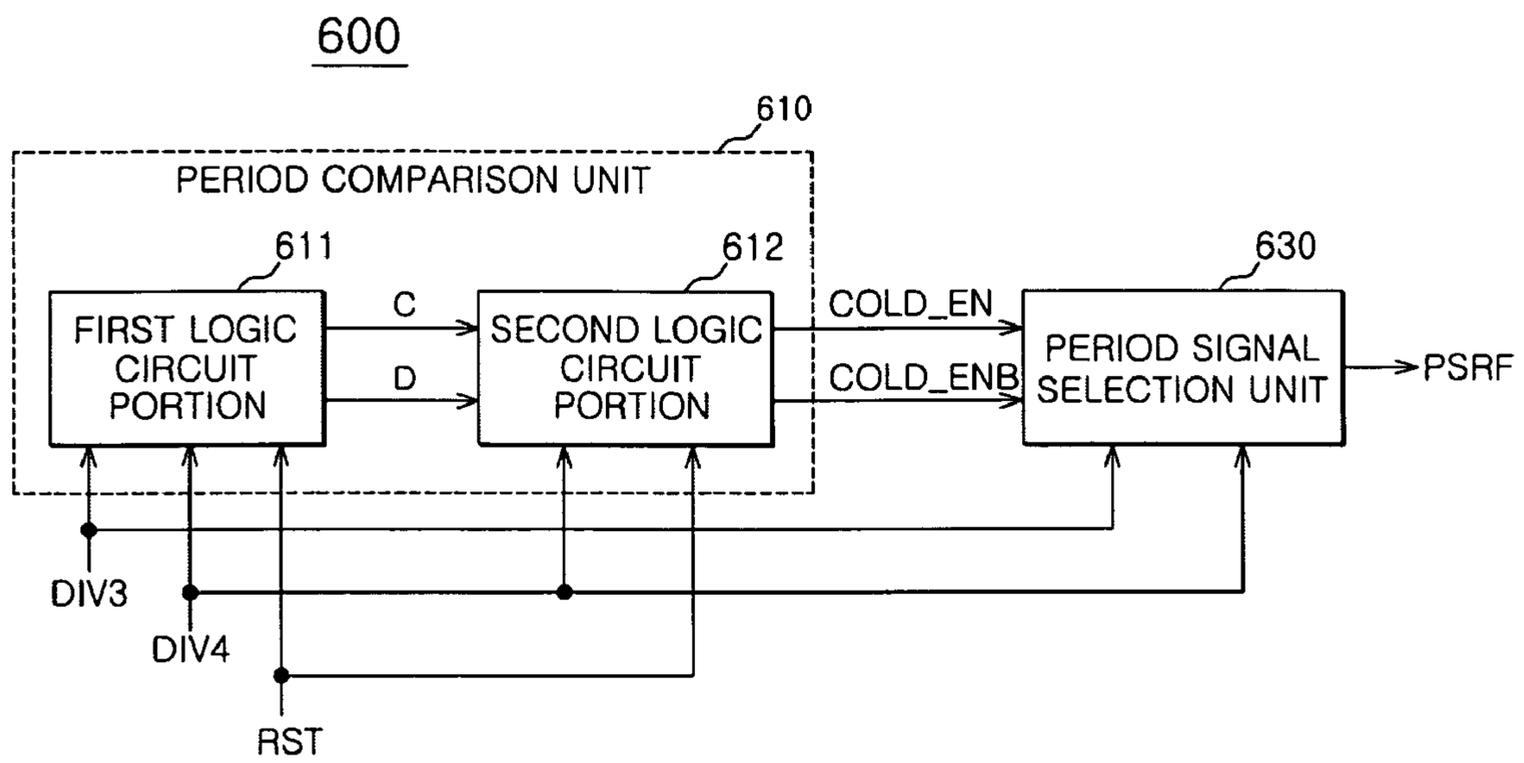 600
610
PERIOD COMPARISON UNIT
611
612
630
FIRST LOGIC
CIRCUIT
PORTION
C
D
SECOND LOGIC
CIRCUIT
PORTION
COLD_EN
COLD_ENB
PERIOD SIGNAL
SELECTION UNIT
PSRF
DIV3
DIV4
RST